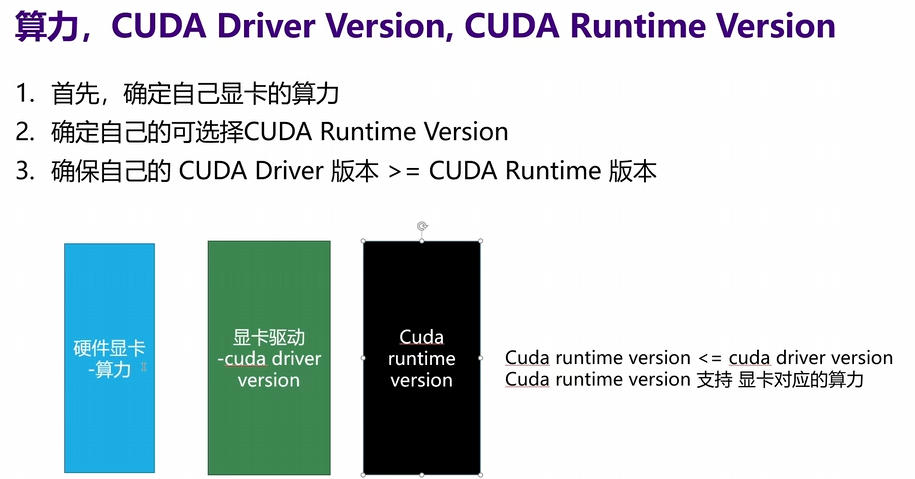 算力，CUDA Driver Version, CUDA Runtime Version
1. 首先，确定自己显卡的算力
2. 确定自己的可选择CUDA Runtime Version
3. 确保自己的 CUDA Driver 版本 >= CUDA Runtime 版本
硬件显卡
-算力
显卡驱动
-cuda driver
version
Cuda
runtime
version
Cuda runtime version <= cuda driver version
Cuda runtime version 支持 显卡对应的算力